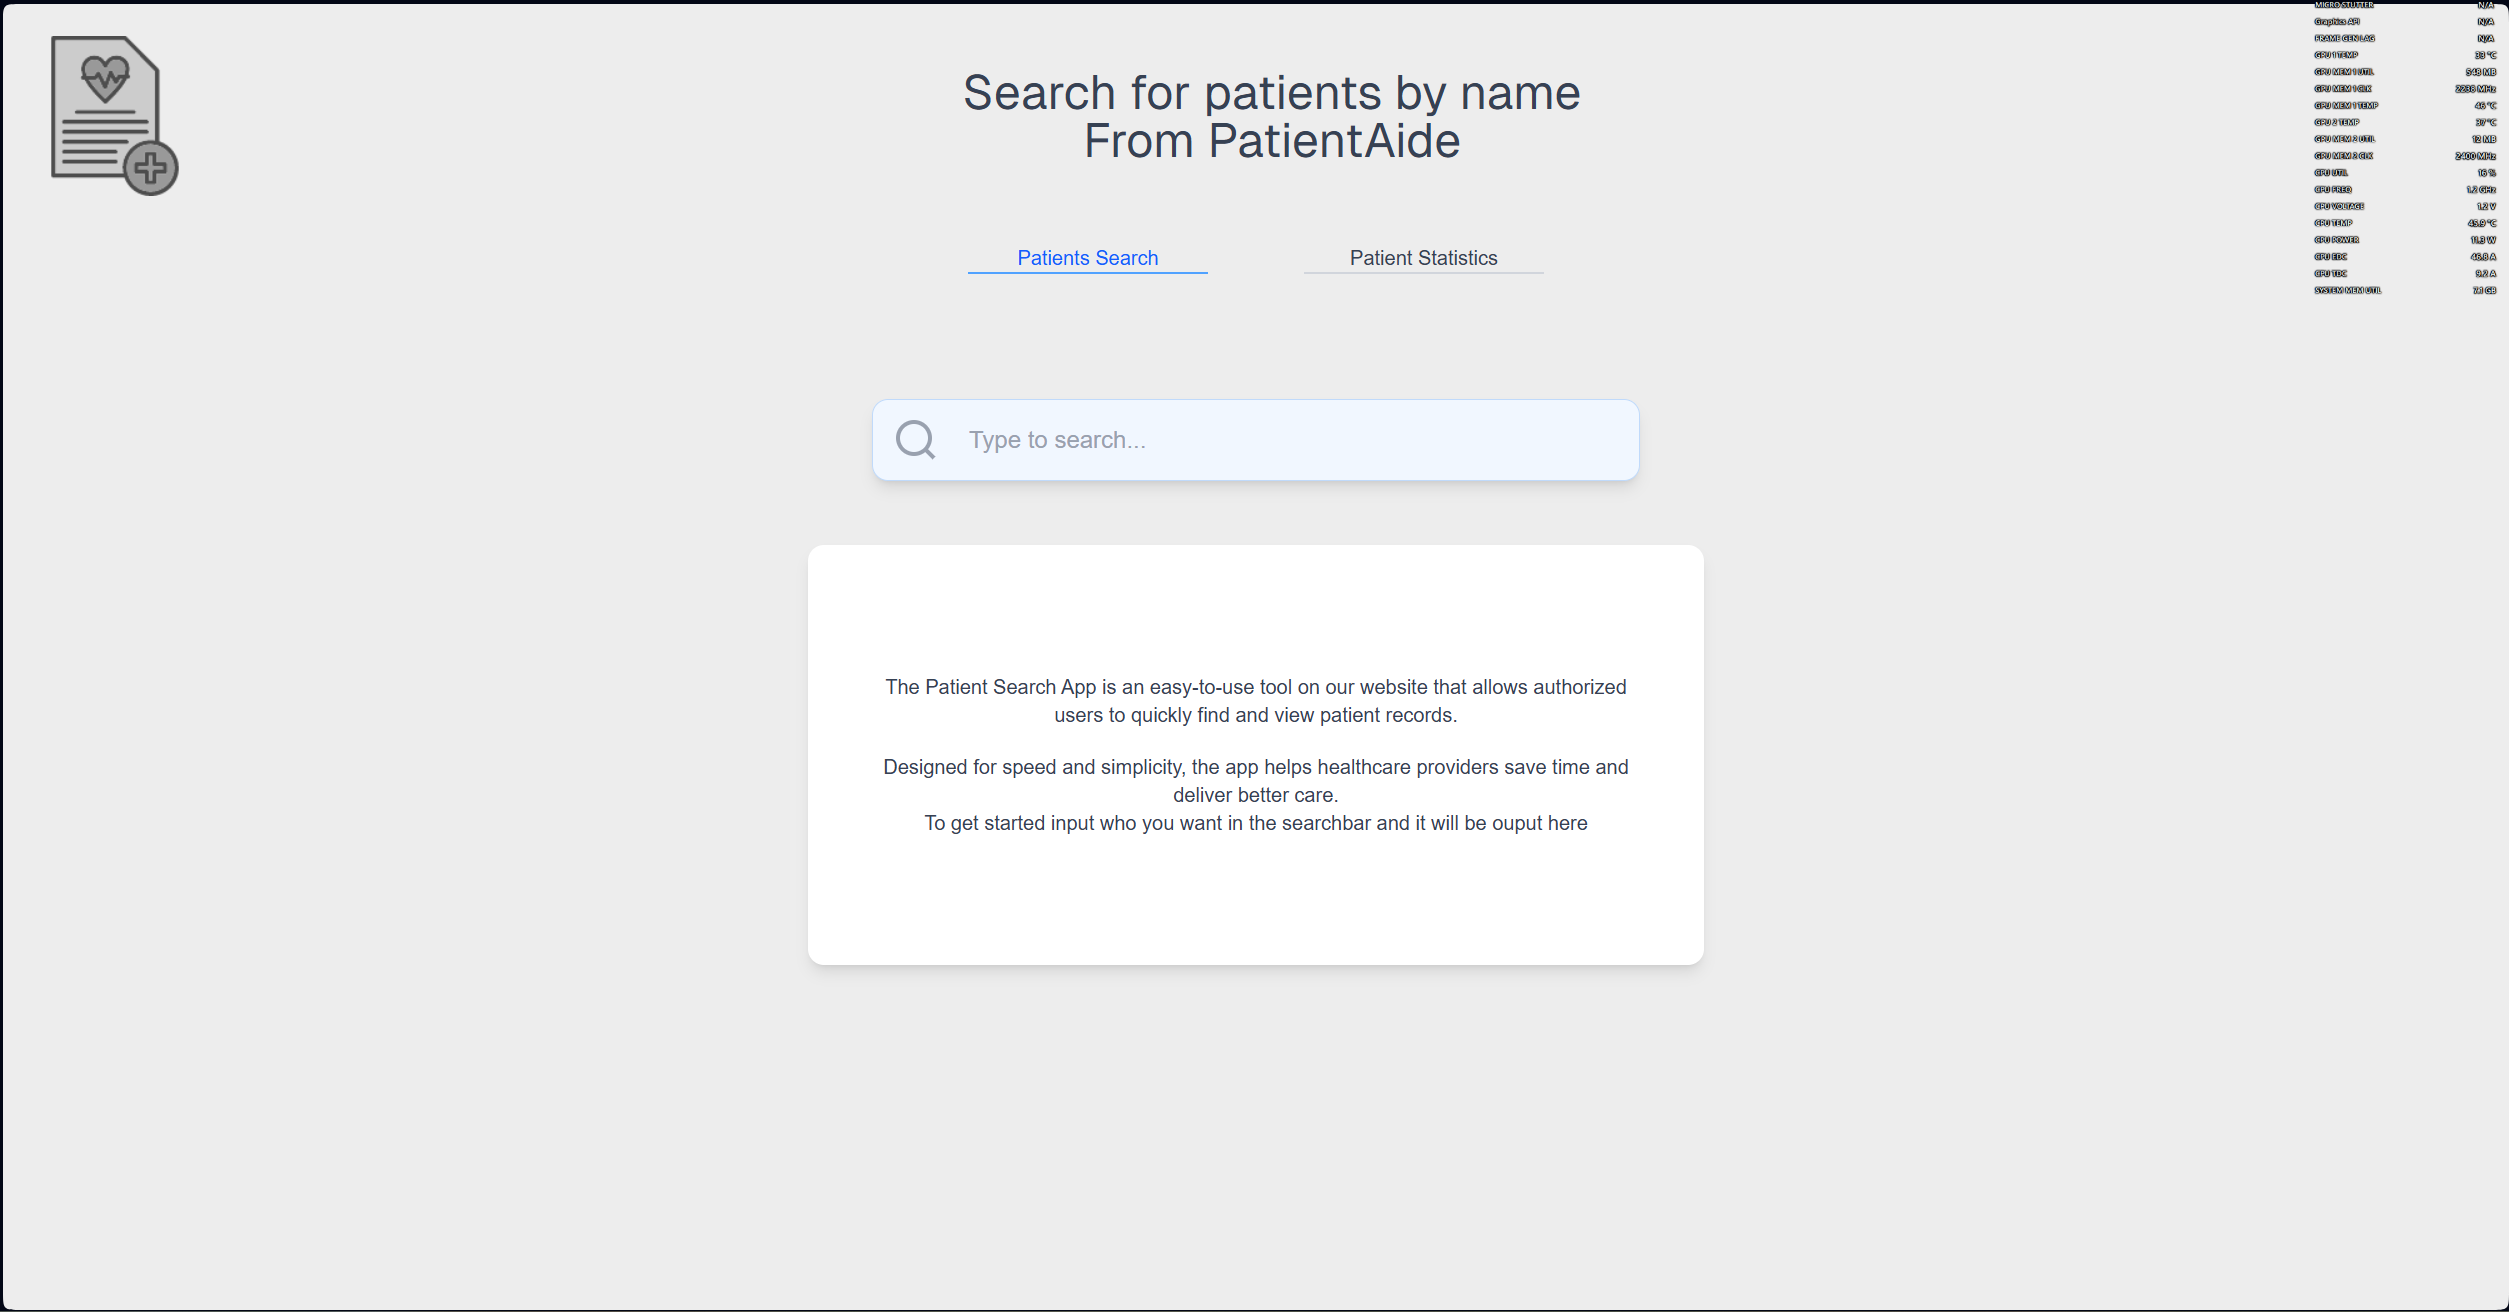 Search for patients by name
From PatientAide
Patients Search
Patient Statistics
Type to search...
The Patient Search App is an easy-to-use tool on our website that allows authorized
users to quickly find and view patient records.
Designed for speed and simplicity, the app helps healthcare providers save time and
deliver better care.
To get started input who you want in the searchbar and it will be ouput here
MICRO STUTTER N/A
Graphics API N/A
FRAME GEN LAG N/A
GPU 1 TEMP 33 °C
GPU MEM 1 UTIL 548 MB
GPU MEM 1 CLK 2236 MHz
GPU MEM 1 TEMP 46 °C
GPU 2 TEMP 37 °C
GPU MEM 2 UTIL 12 MB
GPU MEM 2 CLK 2400 MHz
CPU UTIL 16 %
CPU FREQ 1.2 GHz
CPU VOLTAGE 1.2 V
CPU TEMP 45.9 °C
CPU POWER 11.3 W
CPU EDC 46.8 A
CPU TDC 9.2 A
SYSTEM MEM UTIL 7.1 GB